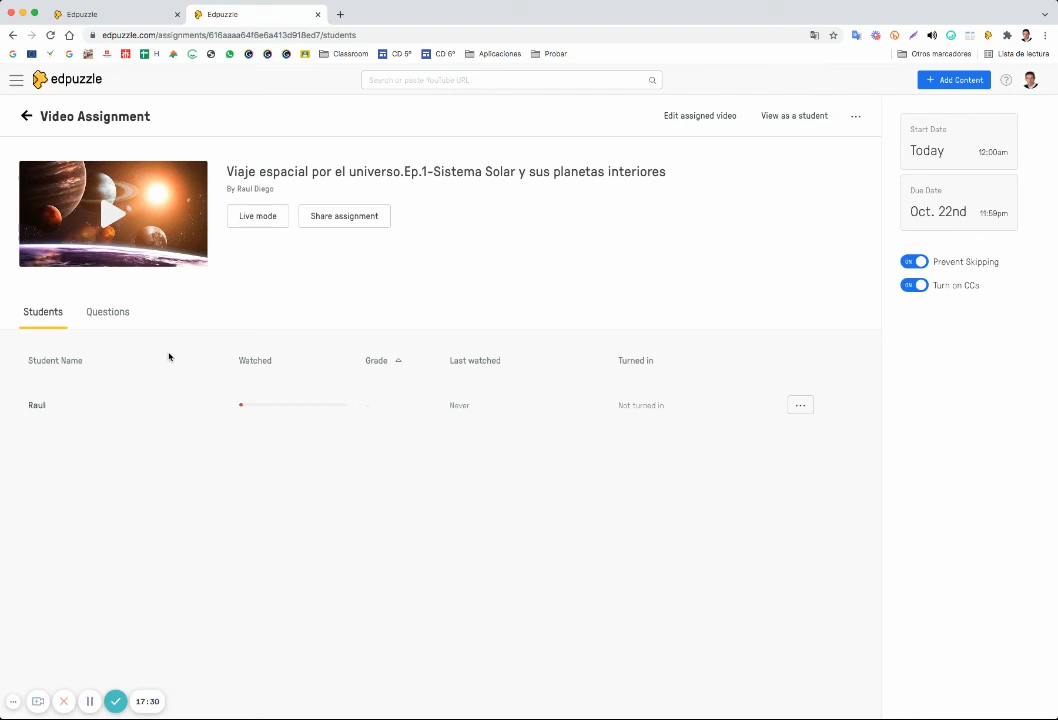 Edpuzzle
Edpuzzle
edpuzzle.com/assignments/616aaaa64f6e6a413d918ed7/students
H
Classroom
CD 5º
CD 6º
Aplicaciones
Probar
Otros marcadores
Lista de lectura
edpuzzle
Search or paste YouTube URL
+ Add Content
Video Assignment
Edit assigned video
View as a student
Start Date
Today
12:00am
Viaje espacial por el universo.Ep.1-Sistema Solar y sus planetas interiores
By Raul Diego
Due Date
Oct. 22nd
11:59pm
Live mode
Share assignment
ON
Prevent Skipping
ON
Turn on CCs
Students
Questions
Student Name
Watched
Grade
Last watched
Turned in
Raull
Never
Not turned in
17:30